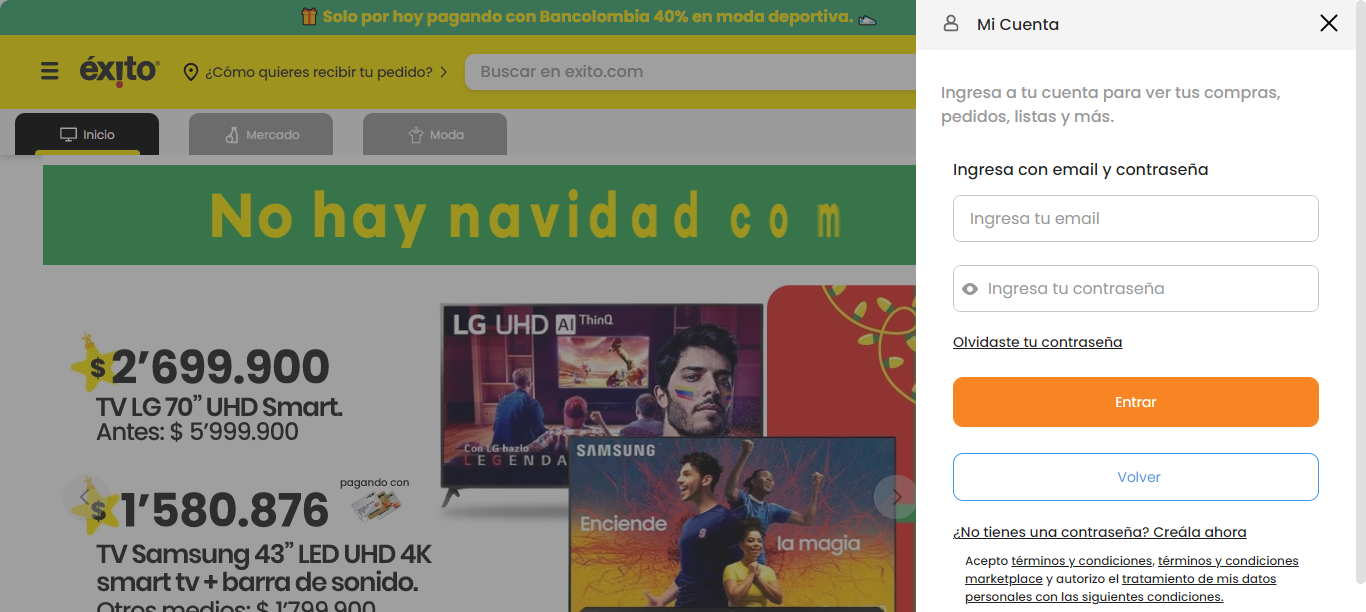 Solo por hoy pagando con Bancolombia 40% en moda deportiva.
éxito
¿Cómo quieres recibir tu pedido?
Buscar en exito.com
Inicio
Mercado
Moda
No hay navidad com
$2’699.900
TV LG 70” UHD Smart.
Antes: $ 5’999.900
$1’580.876
pagando con
TV Samsung 43” LED UHD 4K
smart tv + barra de sonido.
Otros medios: $ 1’799.900
LG UHD AI ThinQ
Con LG hazlo
LEGENDA
SAMSUNG
Enciende
la magia
Mi Cuenta
Ingresa a tu cuenta para ver tus compras,
pedidos, listas y más.
Ingresa con email y contraseña
Ingresa tu email
Ingresa tu contraseña
Olvidaste tu contraseña
Entrar
Volver
¿No tienes una contraseña? Creála ahora
Acepto términos y condiciones, términos y condiciones
marketplace y autorizo el tratamiento de mis datos
personales con las siguientes condiciones.